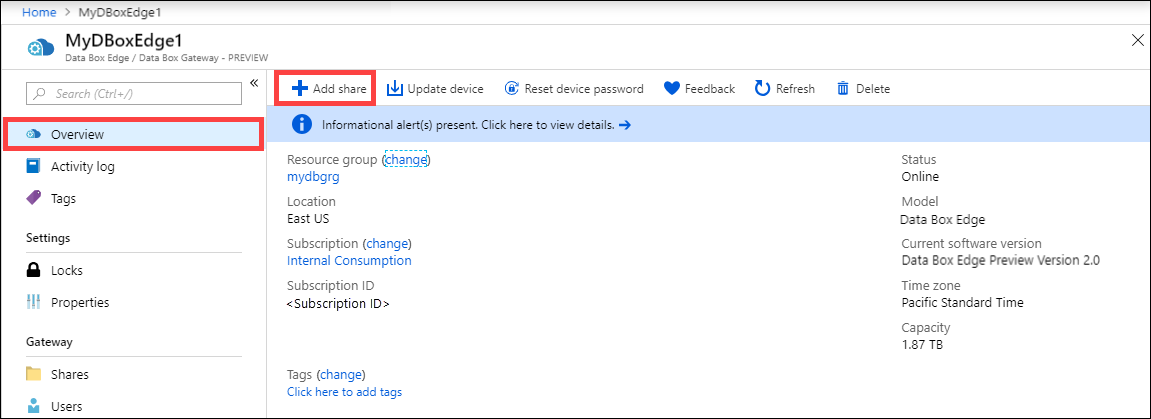 Home > MyDBoxEdge1
MyDBoxEdge1
Data Box Edge / Data Box Gateway - PREVIEW
Search (Ctrl+/)
Overview
Activity log
Tags
Settings
Locks
Properties
Gateway
Shares
Users
Add share Update device Reset device password Feedback Refresh Delete
Informational alert(s) present. Click here to view details.
Resource group (change)
mydbgrg
Location
East US
Subscription (change)
Internal Consumption
Subscription ID
<Subscription ID>
Tags (change)
Click here to add tags
Status
Online
Model
Data Box Edge
Current software version
Data Box Edge Preview Version 2.0
Time zone
Pacific Standard Time
Capacity
1.87 TB